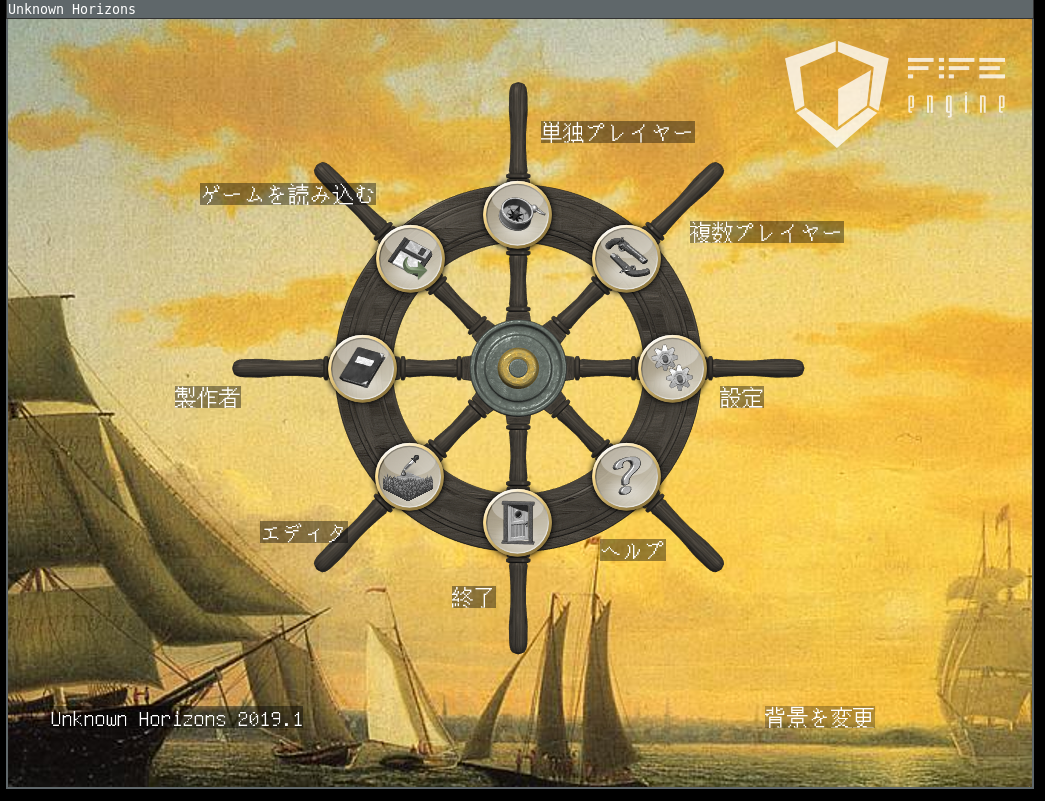 Unknown Horizons
FIFE
engine
単独プレイヤー
ゲームを読み込む
複数プレイヤー
製作者
設定
エディタ
ヘルプ
終了
Unknown Horizons 2019.1
背景を変更